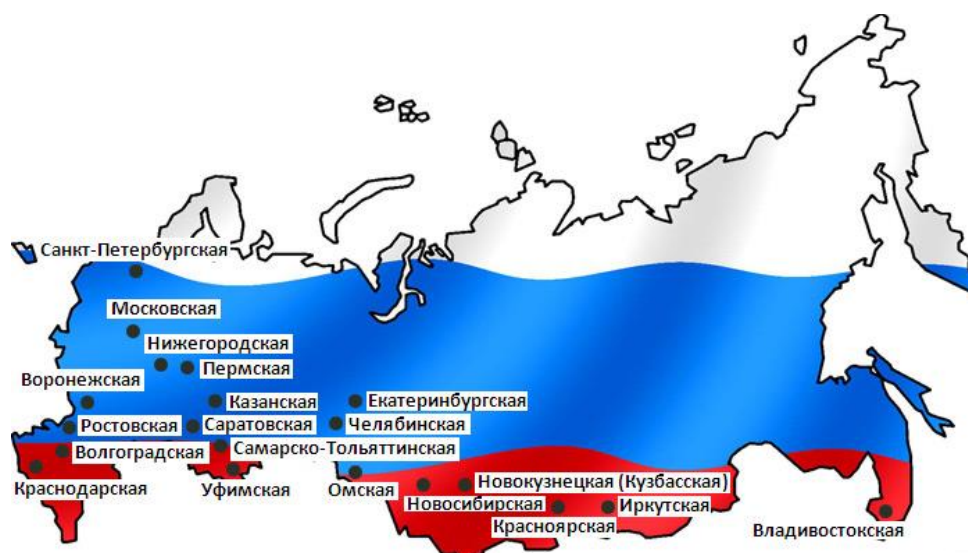 Санкт-Петербургская
Московская
Нижегородская
Пермская
Воронежская
Казанская
Екатеринбургская
Ростовская
Саратовская
Челябинская
Волгоградская
Самарско-Тольяттинская
Краснодарская
Уфимская
Омская
Новокузнецкая (Кузбасская)
Новосибирская
Иркутская
Красноярская
Владивостокская